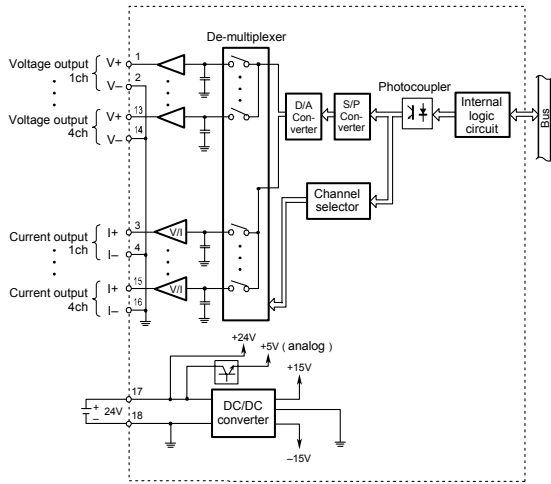 De-multiplexer
Voltage output
1ch
V+
1
V–
2
Voltage output
4ch
V+
13
V–
14
D/A
Con-
verter
S/P
Con-
verter
Photocoupler
Internal
logic
circuit
Bus
Channel
selector
Current output
1ch
I+
3
I–
4
V/I
Current output
4ch
I+
15
I–
16
V/I
+24V
+5V ( analog )
+15V
17
+
–
24V
18
DC/DC
converter
–15V